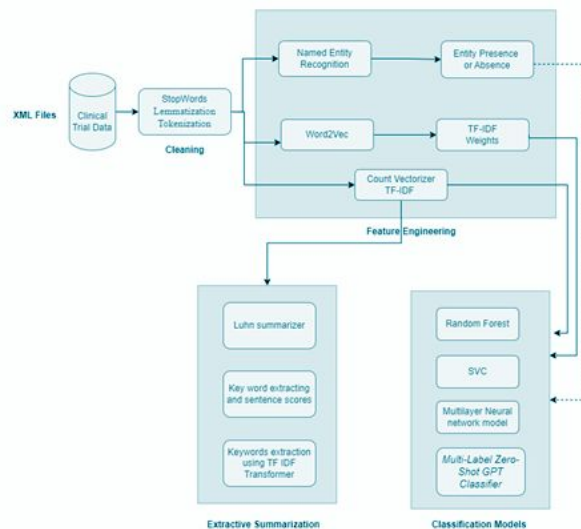 Named Entity
Recognition
Entity Presence
or Absence
XML Files
Clinical
Trial Data
StopWords
Lemmatization
Tokenization
Cleaning
Word2Vec
TF-IDF
Weights
Count Vectorizer
TF-IDF
Feature Engineering
Luhn summarizer
Key word extracting
and sentence scores
Keywords extraction
using TF IDF
Transformer
Extractive Summarization
Random Forest
SVC
Multilayer Neural
network model
Multi-Label Zero-
Shot GPT
Classifier
Classification Models